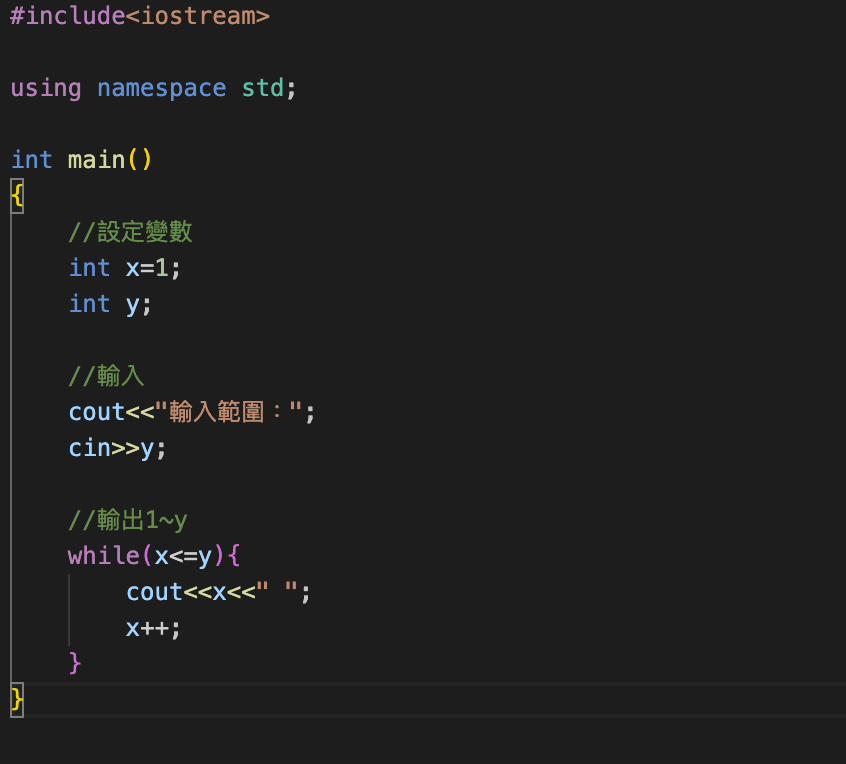 #include<iostream>
using namespace std;
int main()
{
//設定變數
int x=1;
int y;
//輸入
cout<<"輸入範圍：";
cin>>y;
//輸出1~y
while(x<=y){
cout<<x<<" ";
x++;
}
}